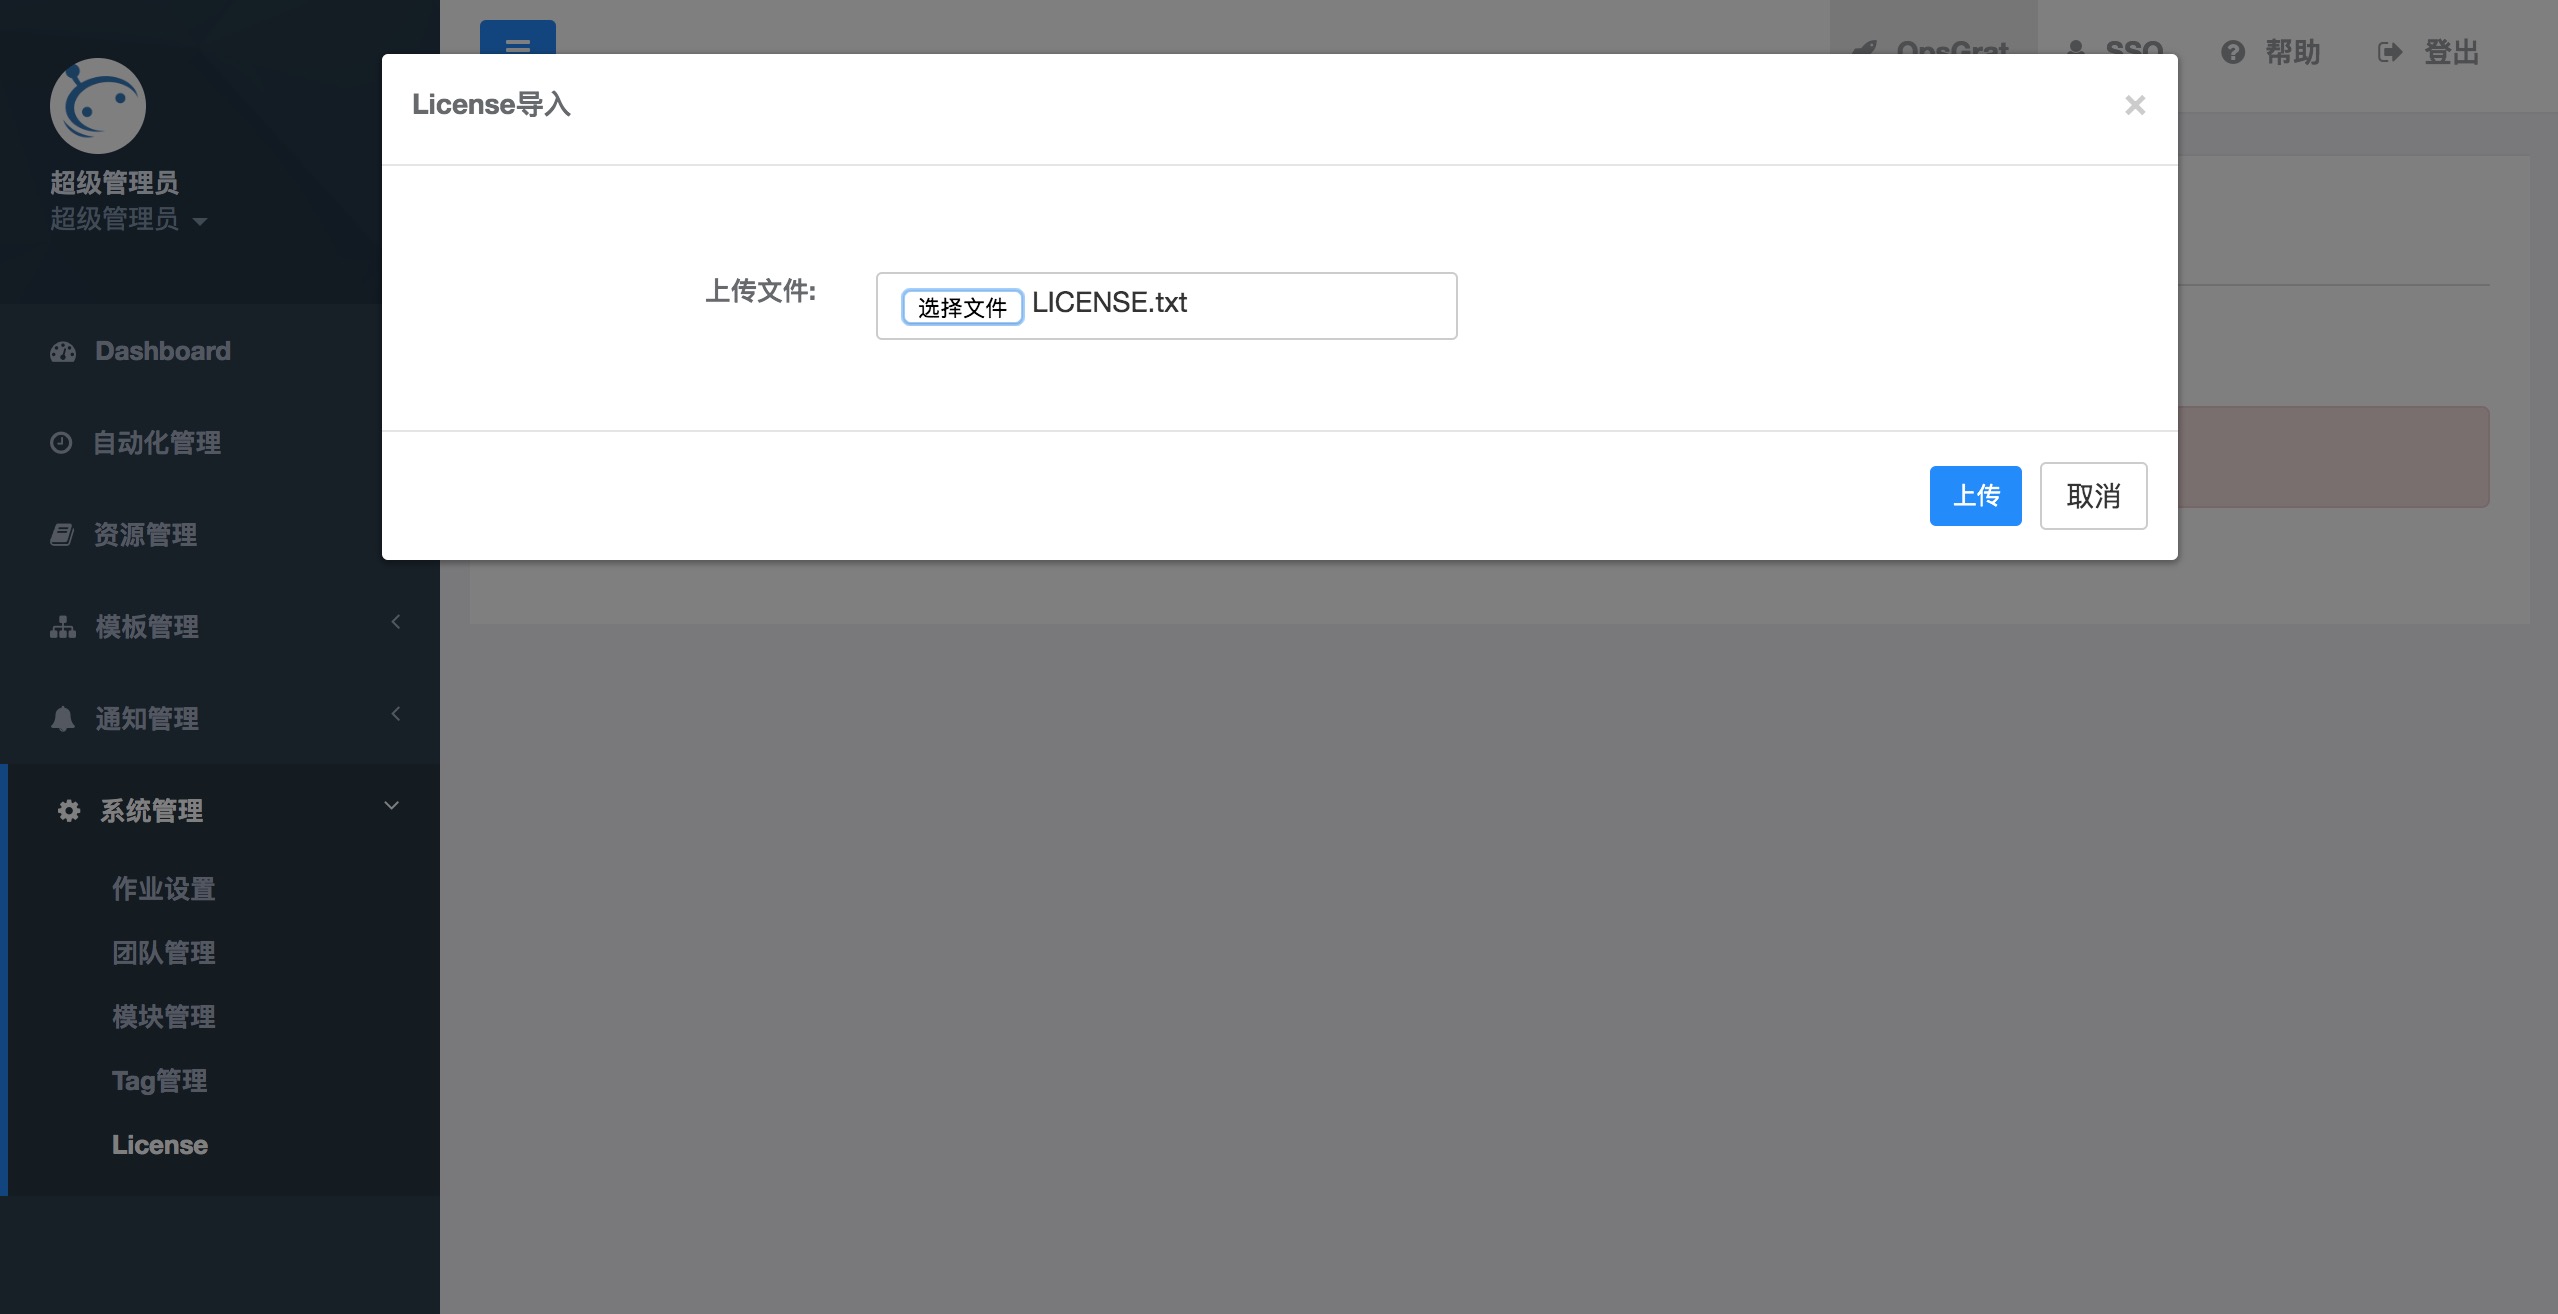 超级管理员
超级管理员
Dashboard
自动化管理
资源管理
模板管理
通知管理
系统管理
作业设置
团队管理
模块管理
Tag管理
License
OpsGrat
SSO
帮助
登出
License导入
×
上传文件:
选择文件 LICENSE.txt
上传
取消